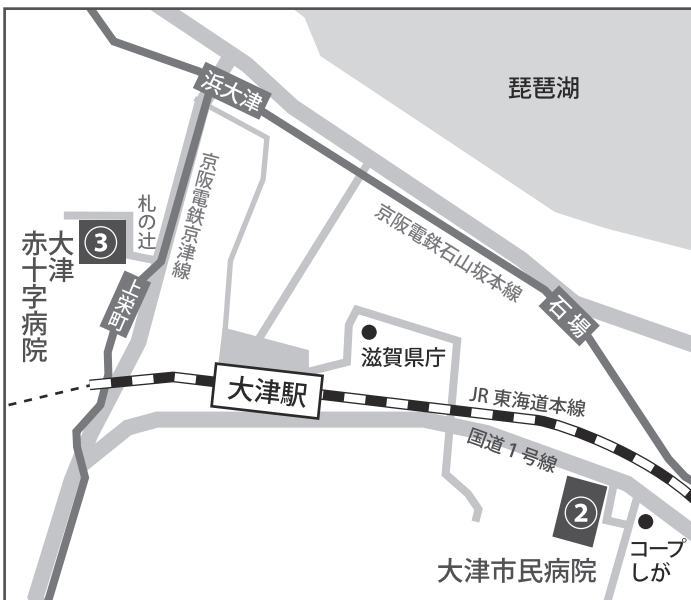 琵琶湖
浜大津
京阪電鉄京津線
札の辻
京阪電鉄石山坂本線
③
大津
赤十字病院
上栄町
石場
滋賀県庁
大津駅
JR 東海道本線
国道1号線
②
大津市民病院
コープ
しが